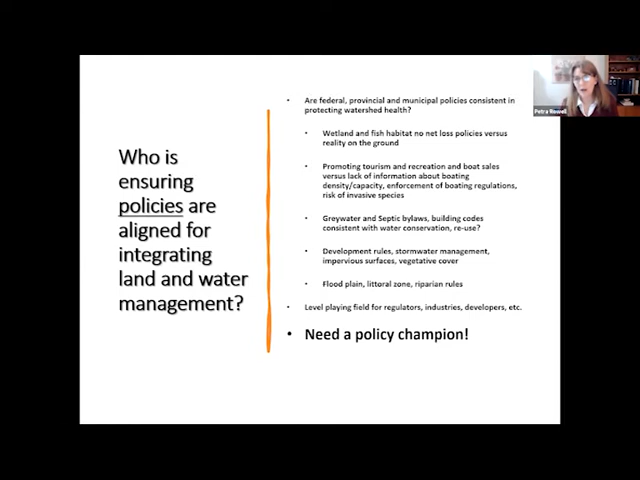 Who is
ensuring
policies are
aligned for
integrating
land and water
management?
• Are federal, provincial and municipal policies consistent in
protecting watershed health?
• Wetland and fish habitat no net loss policies versus
reality on the ground
• Promoting tourism and recreation and boat sales
versus lack of information about boating
density/capacity, enforcement of boating regulations,
risk of invasive species
• Greywater and Septic bylaws, building codes
consistent with water conservation, re-use?
• Development rules, stormwater management,
impervious surfaces, vegetative cover
• Flood plain, littoral zone, riparian rules
• Level playing field for regulators, industries, developers, etc.
• Need a policy champion!
Petra Rowell